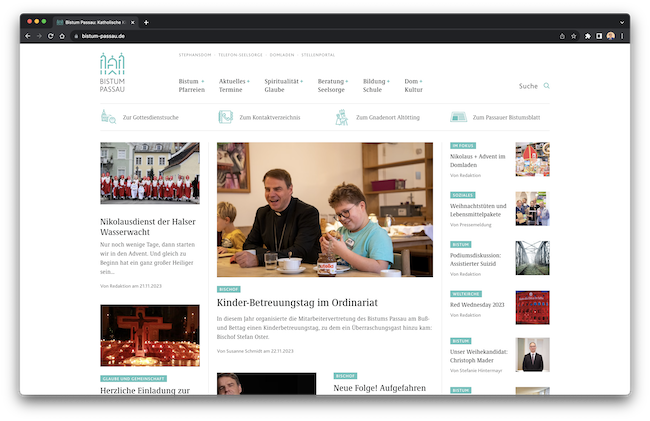 Bistum Passau: Katholische Ki
bistum-passau.de
STEPHANSDOM
TELEFON-SEELSORGE
DOMLADEN
STELLENPORTAL
BISTUM
PASSAU
Bistum +
Pfarreien
Aktuelles +
Termine
Spiritualität +
Glaube
Beratung +
Seelsorge
Bildung +
Schule
Dom +
Kultur
Suche
Zur Gottesdienstsuche
Zum Kontaktverzeichnis
Zum Gnadenort Altötting
Zum Passauer Bistumsblatt
Nikolausdienst der Halser
Wasserwacht
Nur noch wenige Tage, dann starten
wir in den Advent. Und gleich zu
Beginn hat ein ganz großer Heiliger
sein...
Von Redaktion am 21.11.2023
GLAUBE UND GEMEINSCHAFT
Herzliche Einladung zur
nutella
BISCHOF
Kinder-Betreuungstag im Ordinariat
In diesem Jahr organisierte die Mitarbeitervertretung des Bistums Passau am Buß-
und Bettag einen Kinderbetreuungstag, zu dem ein Überraschungsgast hinzu kam:
Bischof Stefan Oster.
Von Susanne Schmidt am 22.11.2023
BISCHOF
Neue Folge! Aufgefahren
IM FOKUS
Nikolaus + Advent im
Domladen
Von Redaktion
SOZIALES
Weihnachtstüten und
Lebensmittelpakete
Von Pressemeldung
BISTUM
Podiumsdiskussion:
Assistierter Suizid
Von Redaktion
WELTKIRCHE
Red Wednesday 2023
Von Redaktion
BISTUM
Unser Weihekandidat:
Christoph Mader
Von Stefanie Hintermayr
BISTUM